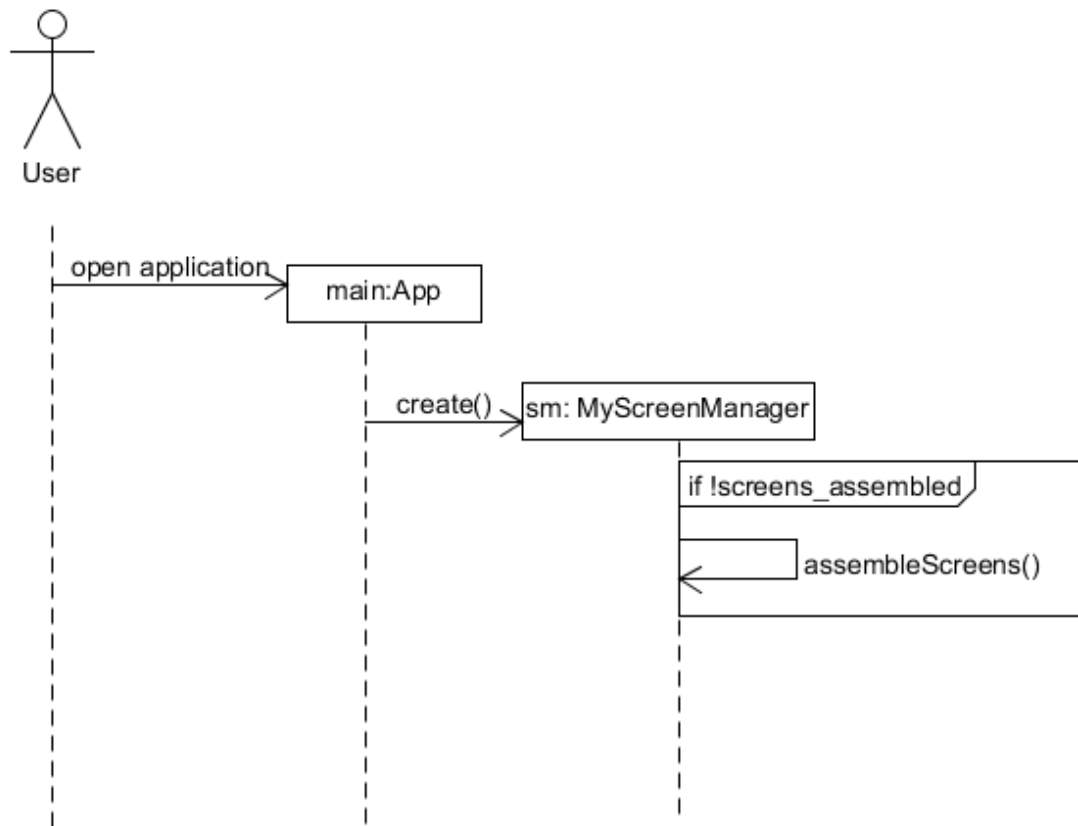 User
open application
main:App
create()
sm: MyScreenManager
if !screens_assembled
assembleScreens()